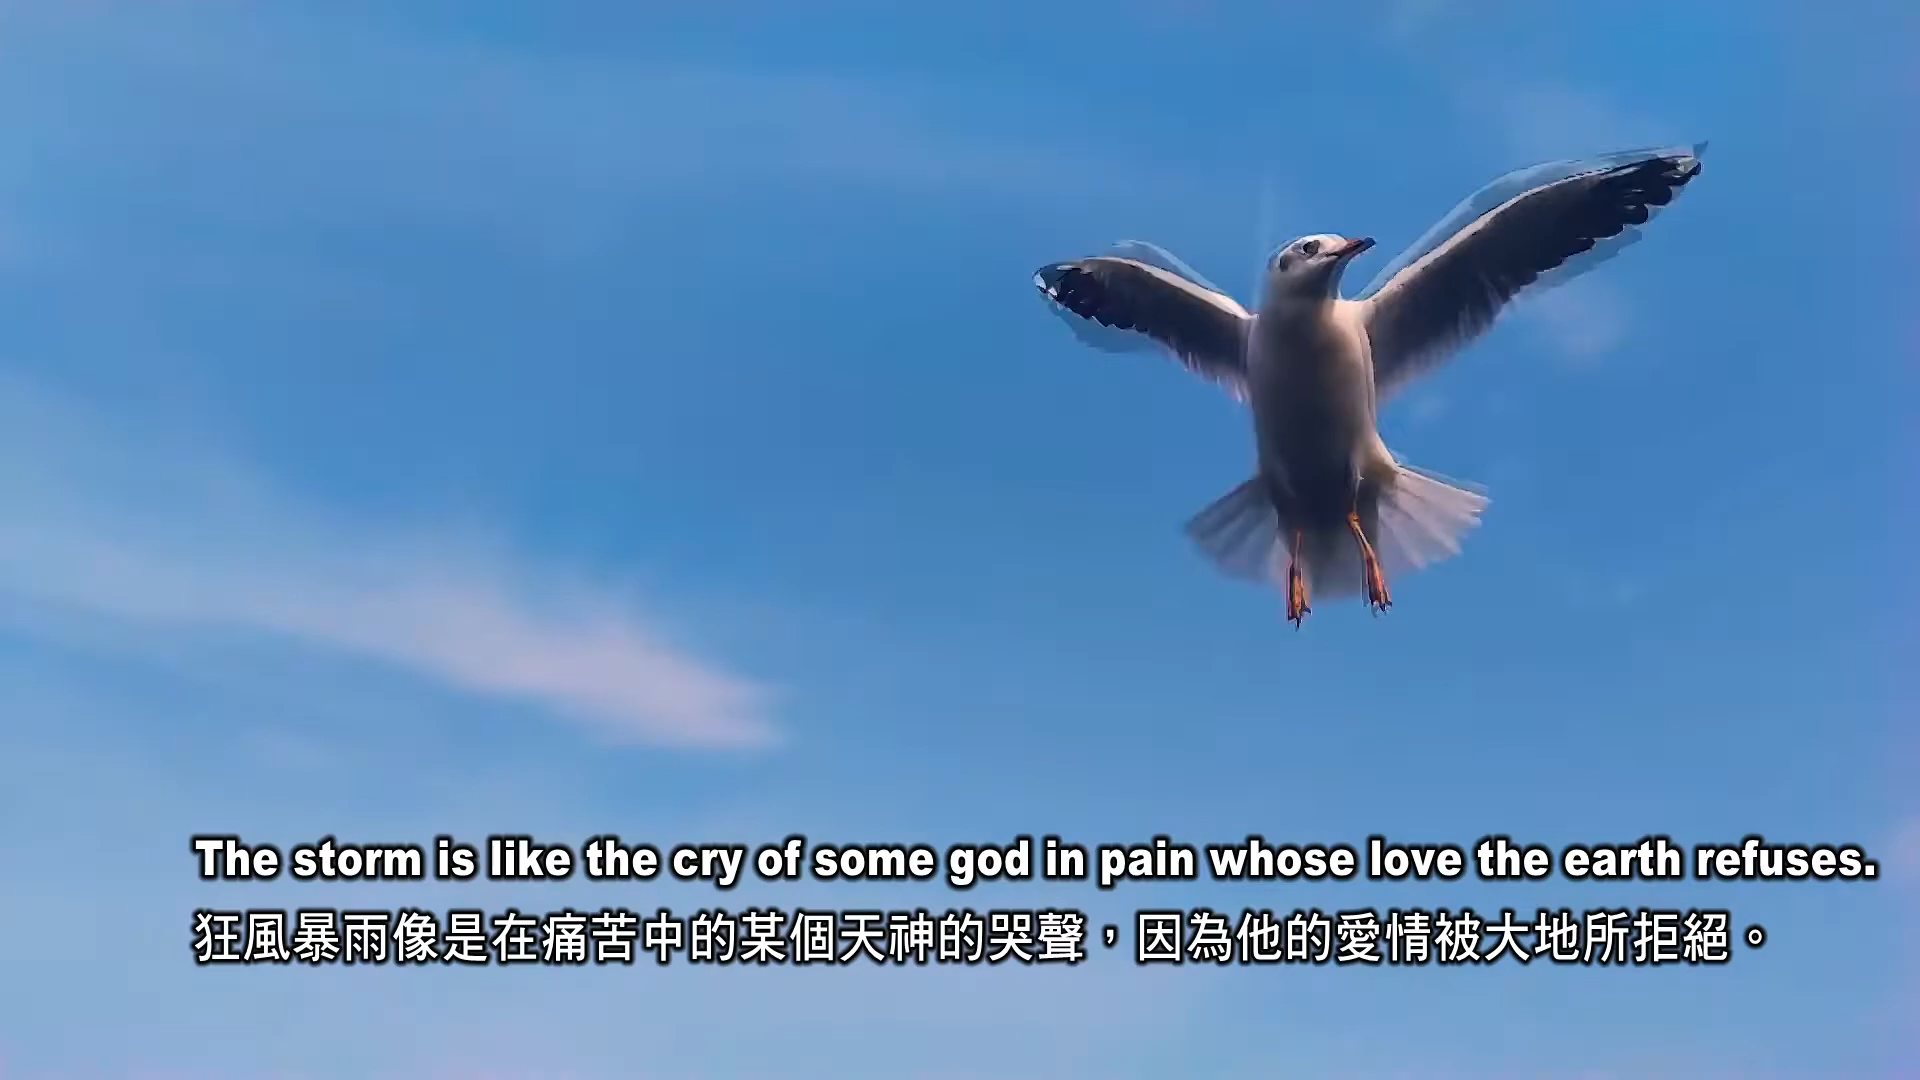 The storm is like the cry of some god in pain whose love the earth refuses.
狂風暴雨像是在痛苦中的某個天神的哭聲，因為他的愛情被大地所拒絕。